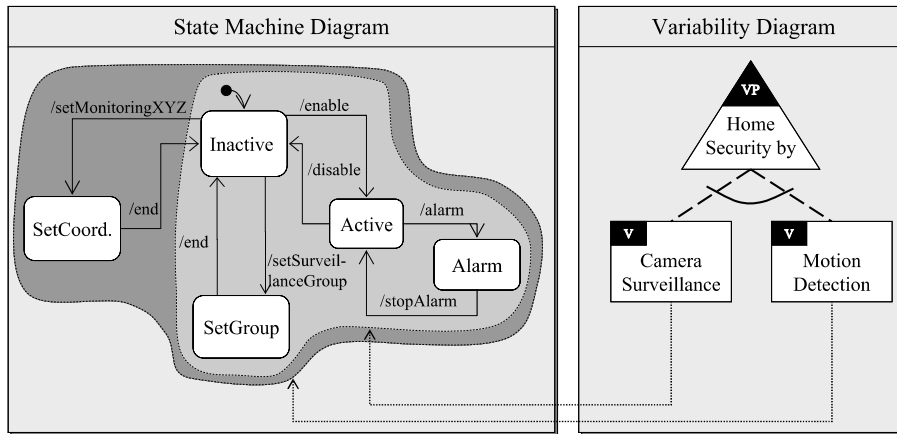 State Machine Diagram
/setMonitoringXYZ
/enable
Inactive
/disable
/end
SetCoord.
Active
/alarm
/end
/setSurveil-
lanceGroup
Alarm
/stopAlarm
SetGroup
Variability Diagram
VP
Home
Security by
V
Camera
Surveillance
V
Motion
Detection